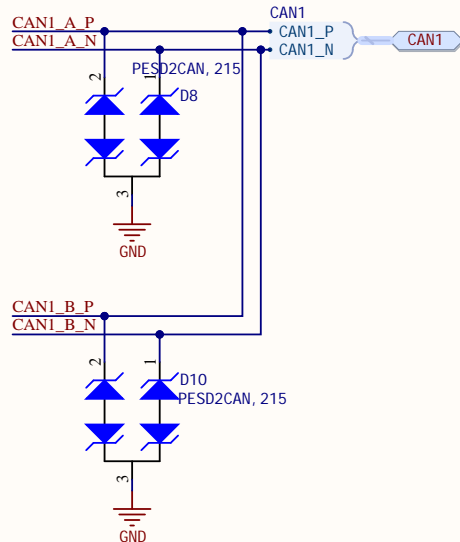 CAN1
CAN1_A_P
CAN1_P
CAN1
CAN1_A_N
CAN1_N
PESD2CAN, 215
2
1
D8
3
GND
CAN1_B_P
CAN1_B_N
2
1
D10
PESD2CAN, 215
3
GND